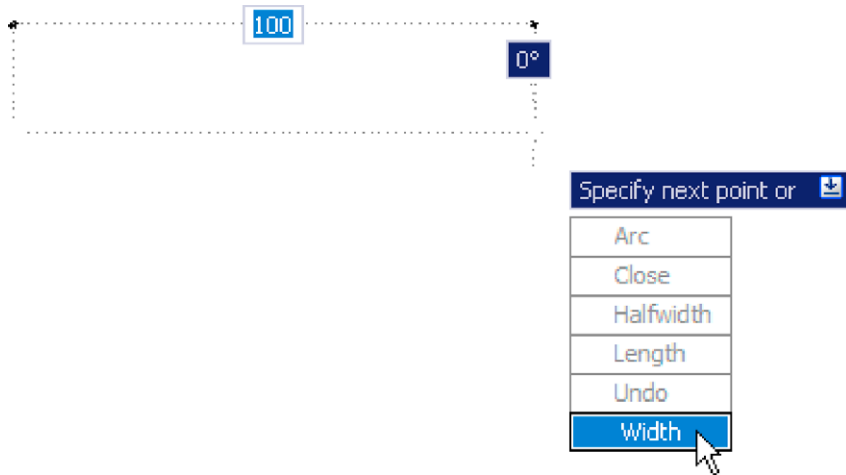 100
0°
Specify next point or
Arc
Close
Halfwidth
Length
Undo
Width